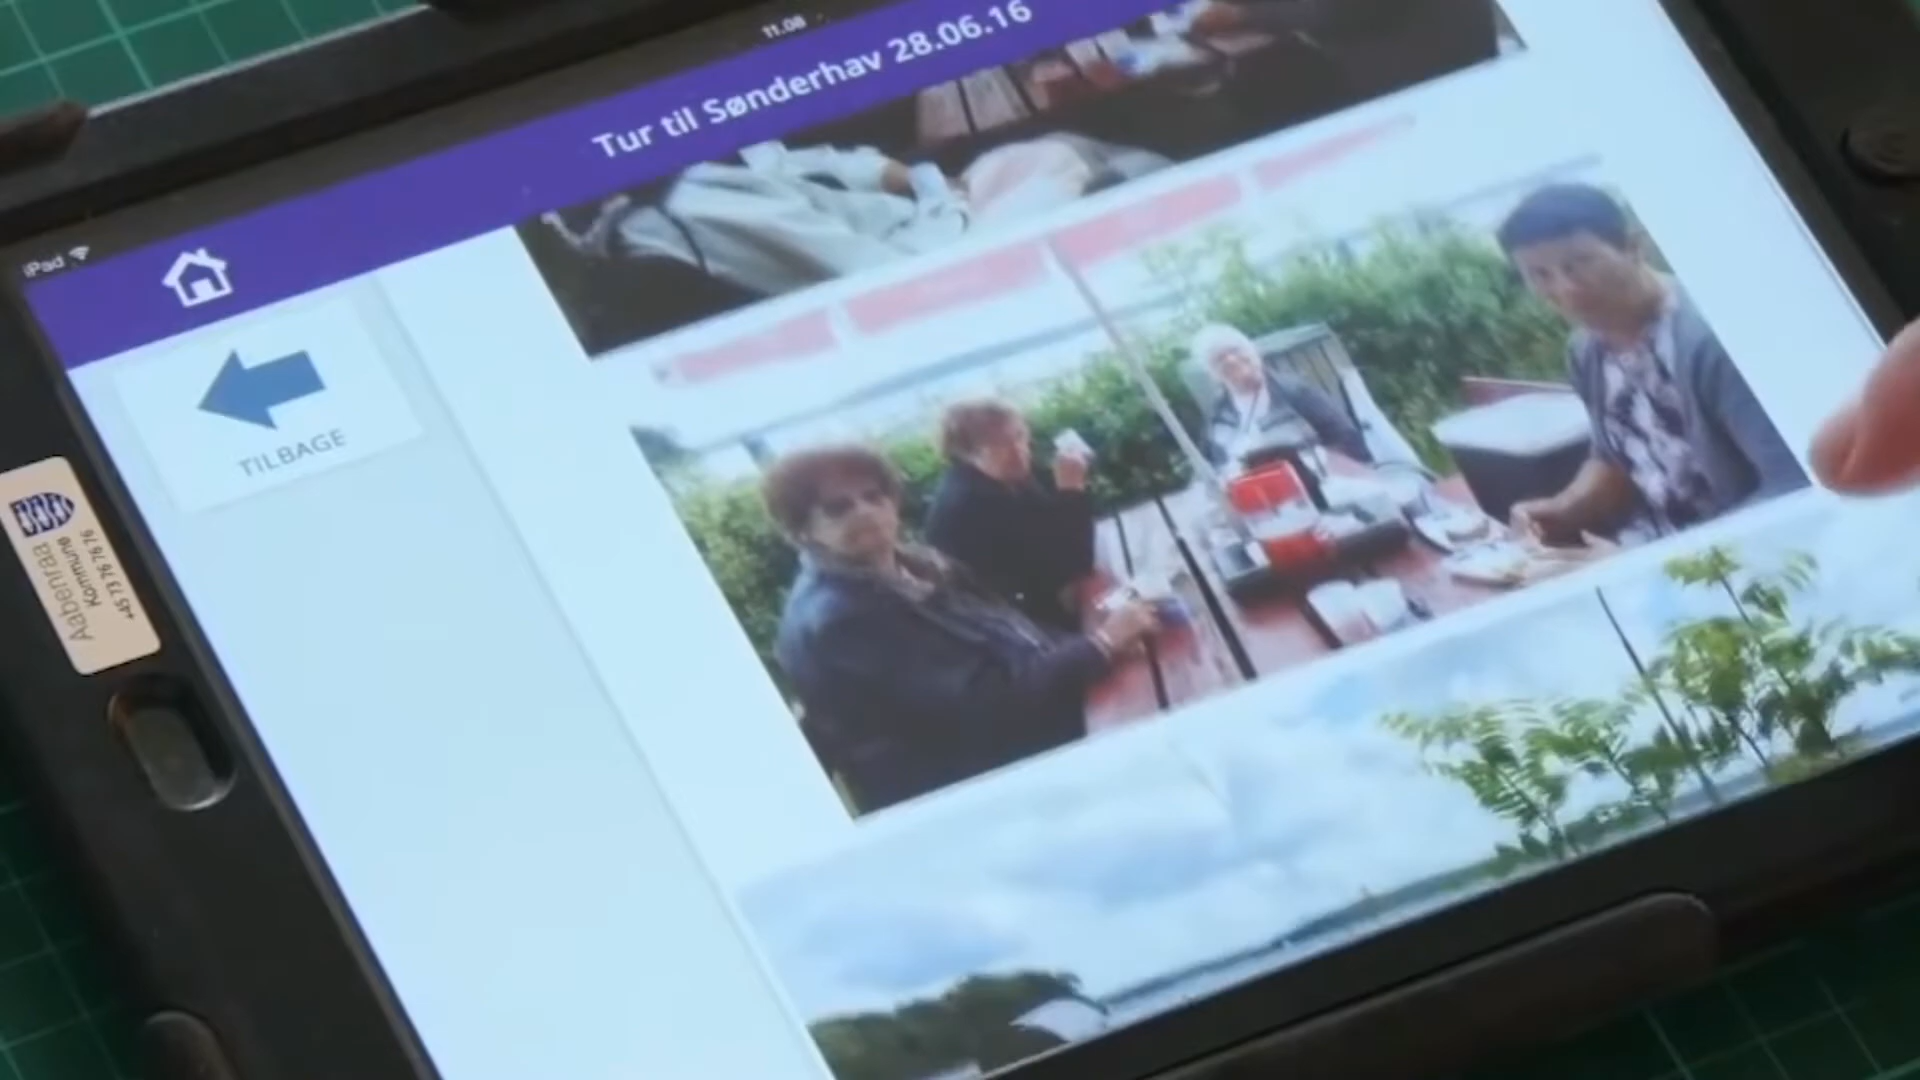 11.08
Tur til Sønderhav 28.06.16
iPad
TILBAGE
Aabenraa
Kommune
+45 73 76 76 76